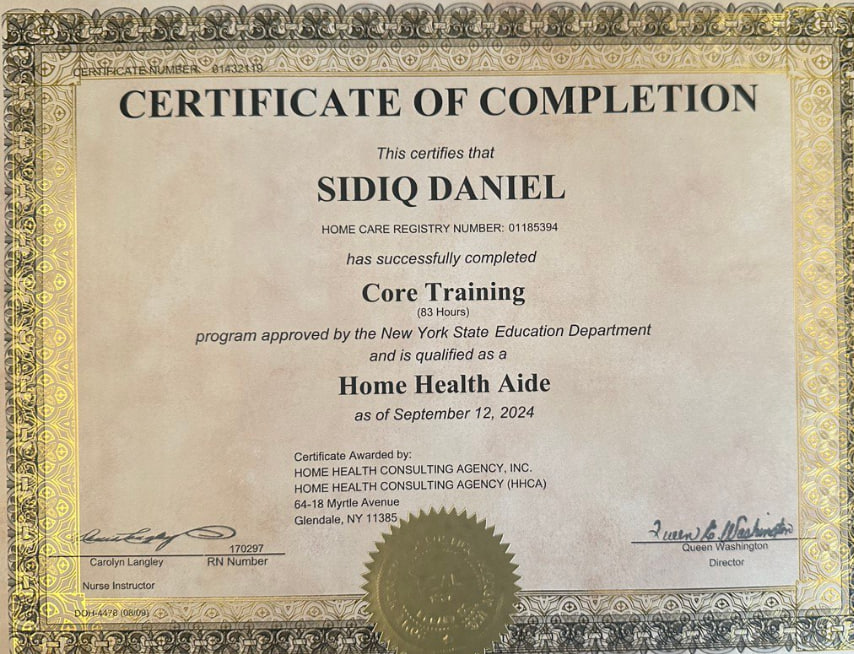 CERTIFICATE NUMBER: 01432119
CERTIFICATE OF COMPLETION
This certifies that
SIDIQ DANIEL
HOME CARE REGISTRY NUMBER: 01185394
has successfully completed
Core Training
(83 Hours)
program approved by the New York State Education Department
and is qualified as a
Home Health Aide
as of September 12, 2024
Certificate Awarded by:
HOME HEALTH CONSULTING AGENCY, INC.
HOME HEALTH CONSULTING AGENCY (HHCA)
64-18 Myrtle Avenue
Glendale, NY 11385
170297
Carolyn Langley RN Number
Nurse Instructor
Queen Washington
Queen Washington
Director
DOH-4478 (08/09)